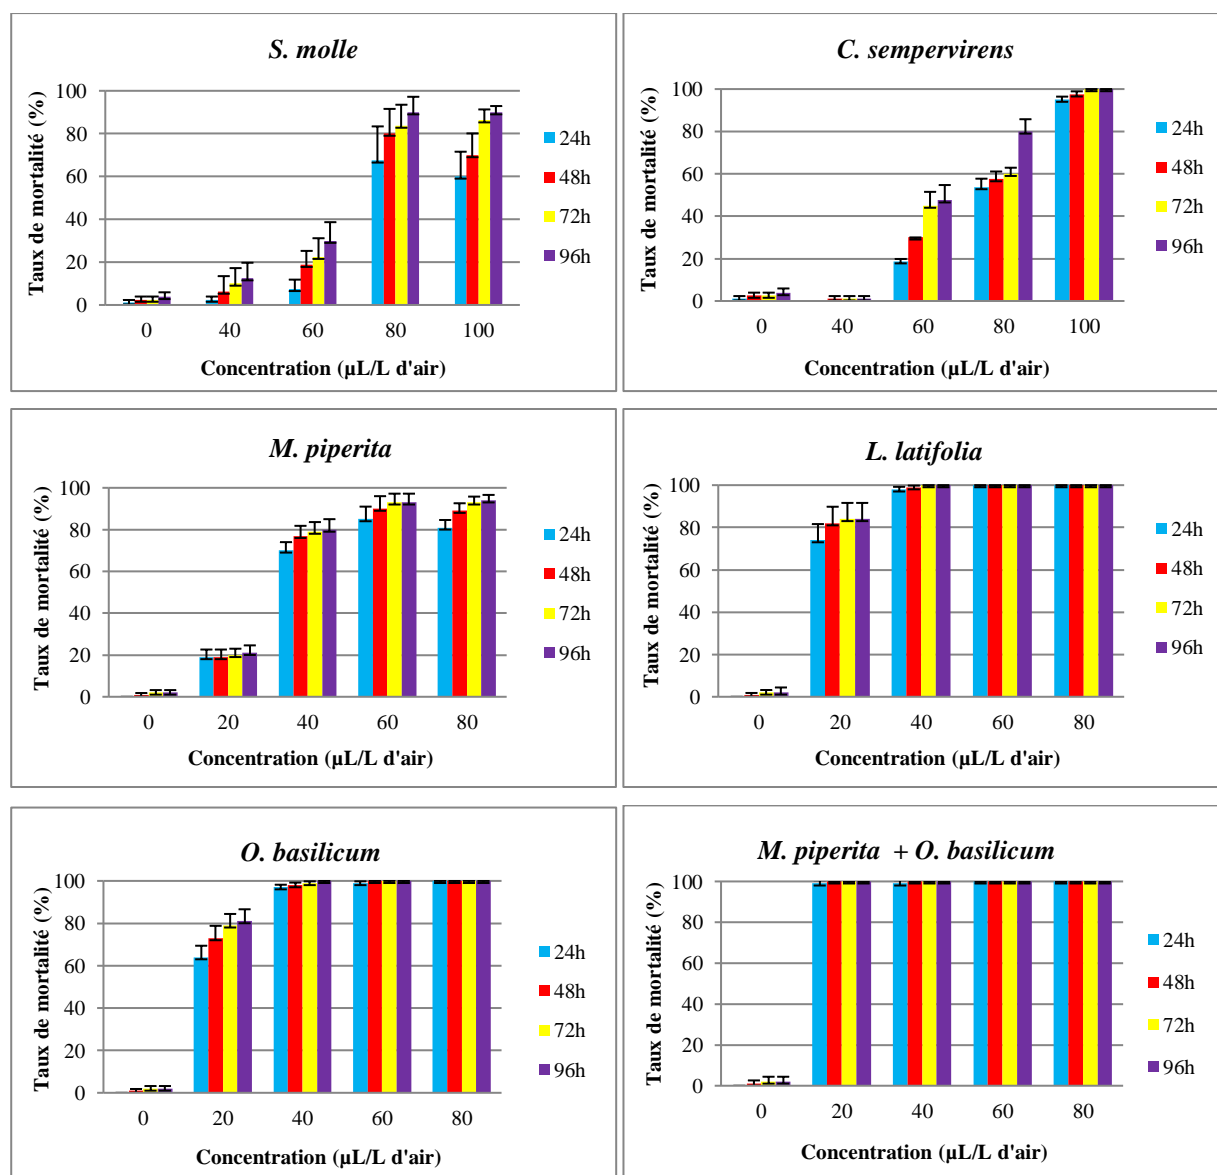 S. molle
Taux de mortalité (%)
100
80
60
40
20
0
0 40 60 80 100
Concentration (µL/L d'air)
24h
48h
72h
96h
C. sempervirens
Taux de mortalité (%)
100
80
60
40
20
0
0 40 60 80 100
Concentration (µL/L d'air)
24h
48h
72h
96h
M. piperita
Taux de mortalité (%)
100
80
60
40
20
0
0 20 40 60 80
Concentration (µL/L d'air)
24h
48h
72h
96h
L. latifolia
Taux de mortalité (%)
100
80
60
40
20
0
0 20 40 60 80
Concentration (µL/L d'air)
24h
48h
72h
96h
O. basilicum
Taux de mortalité (%)
100
80
60
40
20
0
0 20 40 60 80
Concentration (µL/L d'air)
24h
48h
72h
96h
M. piperita + O. basilicum
Taux de mortalité (%)
100
80
60
40
20
0
0 20 40 60 80
Concentration (µL/L d'air)
24h
48h
72h
96h